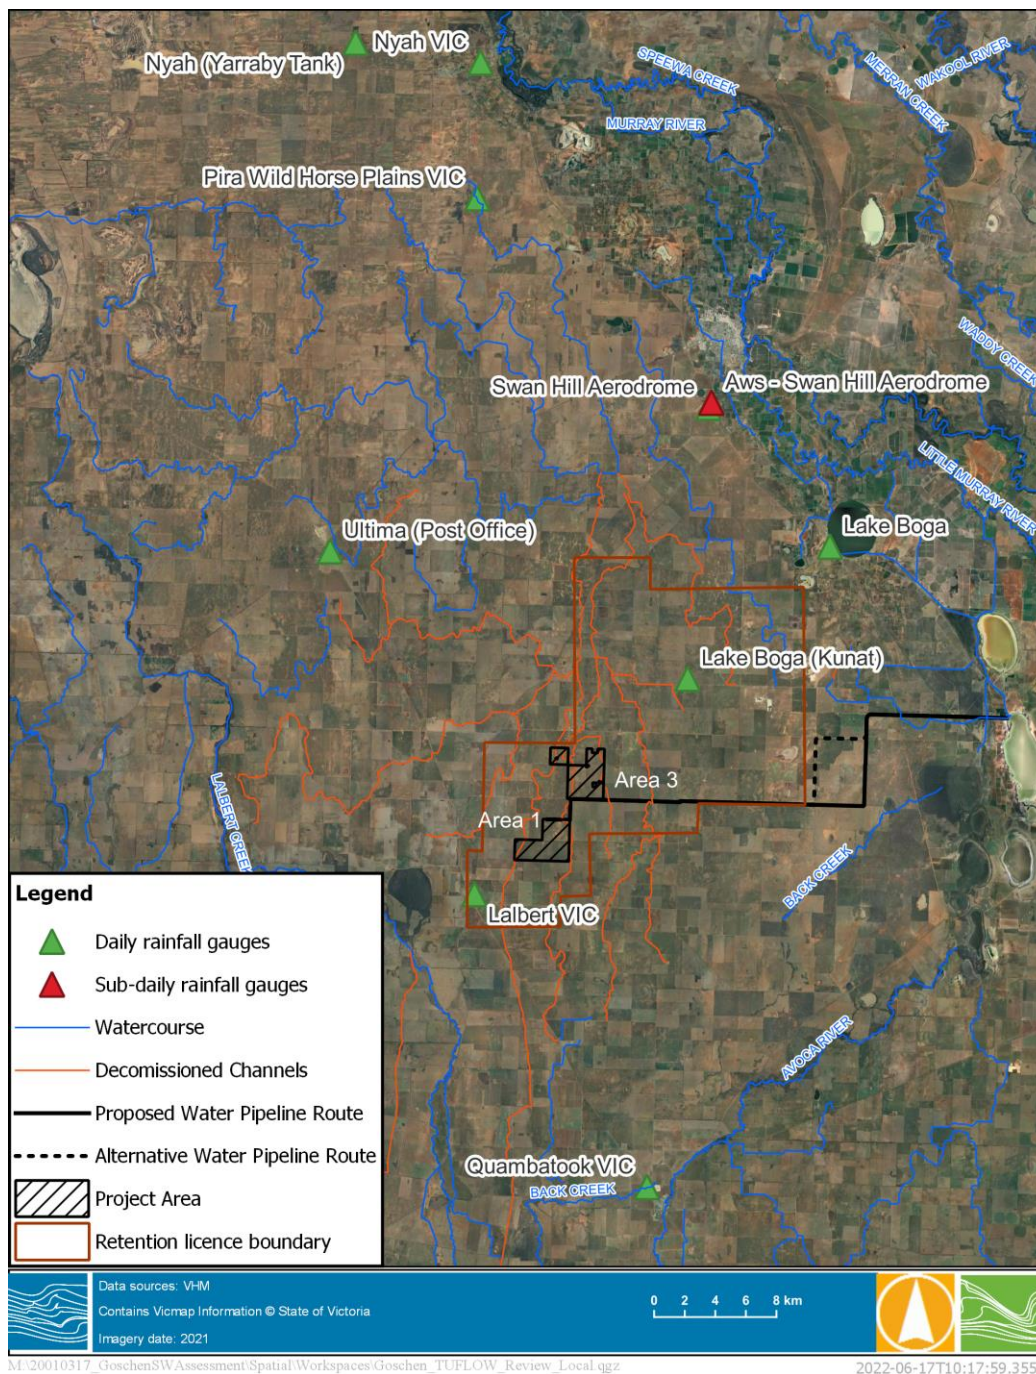 Nyah VIC
Nyah (Yarraby Tank)
SPEEWA CREEK
MERRAN CREEK
WAKOOL RIVER
MURRAY RIVER
Pira Wild Horse Plains VIC
WADDY CREEK
Swan Hill Aerodrome
Aws - Swan Hill Aerodrome
LITTLE MURRAY RIVER
Ultima (Post Office)
Lake Boga
Lake Boga (Kunat)
LALBERT CREEK
Area 3
Area 1
BACK CREEK
Lalbert VIC
AVOCA RIVER
Quambatook VIC
BACK CREEK
Legend
Daily rainfall gauges
Sub-daily rainfall gauges
Watercourse
Decomissioned Channels
Proposed Water Pipeline Route
Alternative Water Pipeline Route
Project Area
Retention licence boundary
Data sources: VHM
Contains Vicmap Information © State of Victoria
Imagery date: 2021
0 2 4 6 8 km
M:\20010317_GoschenSWAssessment\Spatial\Workspaces\Goschen_TUFLOW_Review_Local.qgz
2022-06-17T10:17:59.355